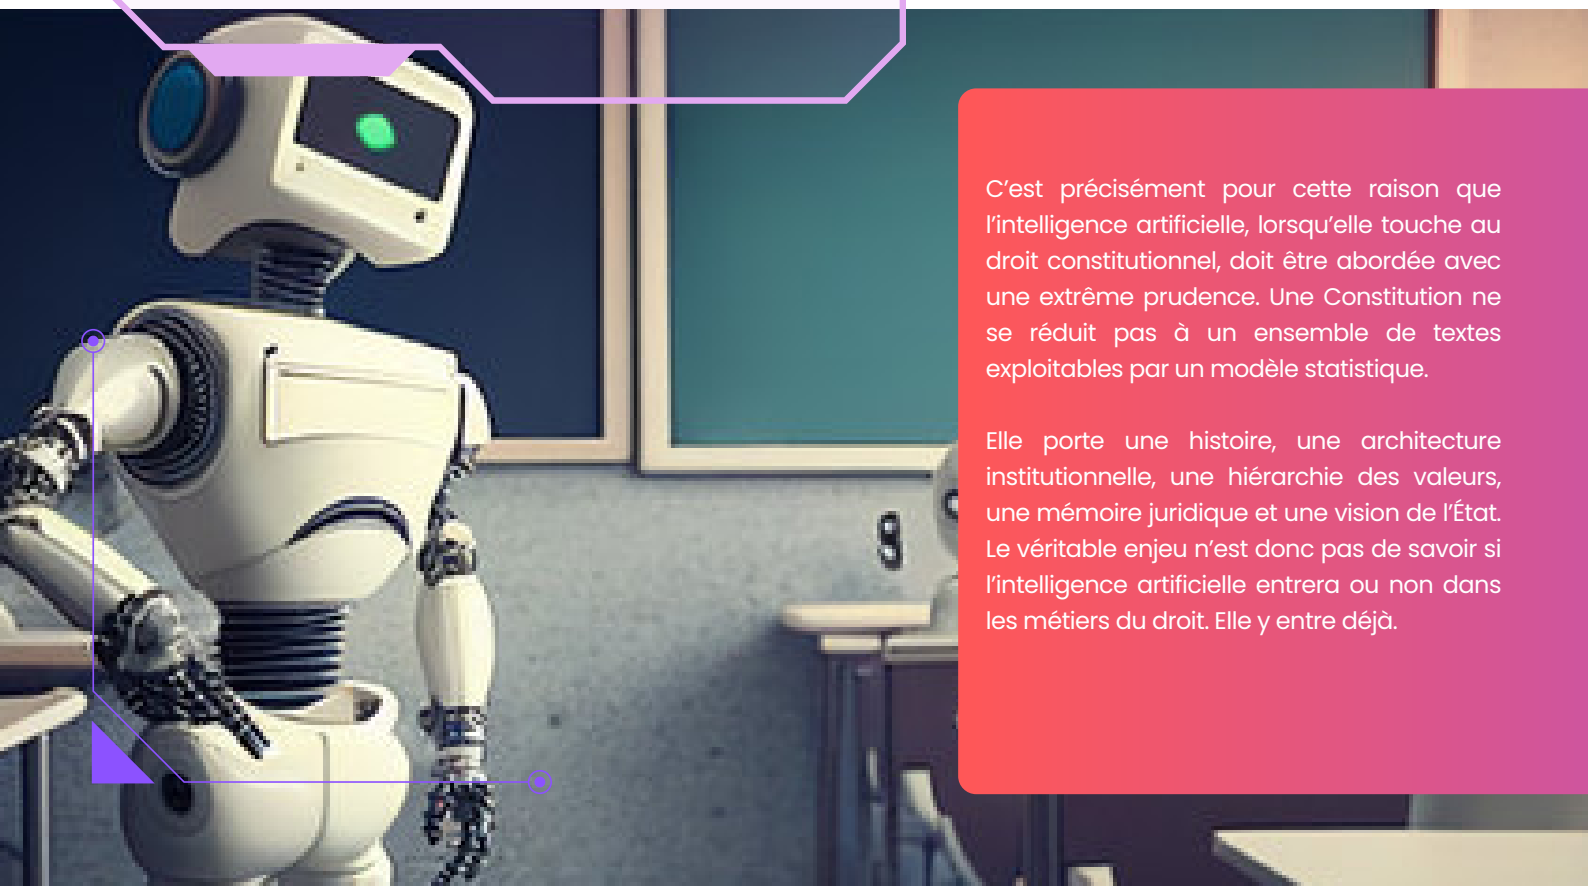 C’est précisément pour cette raison que
l’intelligence artificielle, lorsqu’elle touche au
droit constitutionnel, doit être abordée avec
une extrême prudence. Une Constitution ne
se réduit pas à un ensemble de textes
exploitables par un modèle statistique.
Elle porte une histoire, une architecture
institutionnelle, une hiérarchie des valeurs,
une mémoire juridique et une vision de l’État.
Le véritable enjeu n’est donc pas de savoir si
l’intelligence artificielle entrera ou non dans
les métiers du droit. Elle y entre déjà.